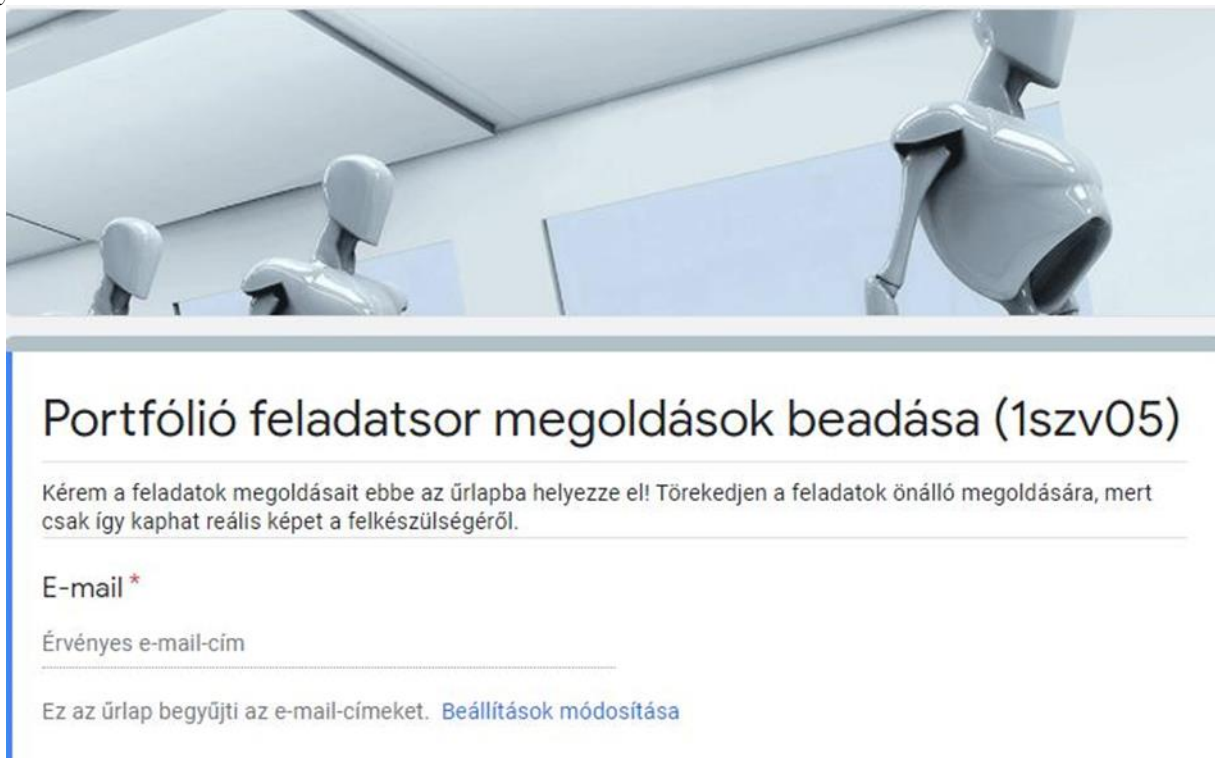 Portfólió feladatsor megoldások beadása (1szv05)
Kérem a feladatok megoldásait ebbe az űrlapba helyezze el! Törekedjen a feladatok önálló megoldására, mert
csak így kaphat reális képet a felkészülségéről.
E-mail *
Érvényes e-mail-cím
Ez az űrlap begyűjti az e-mail-címeket. Beállítások módosítása